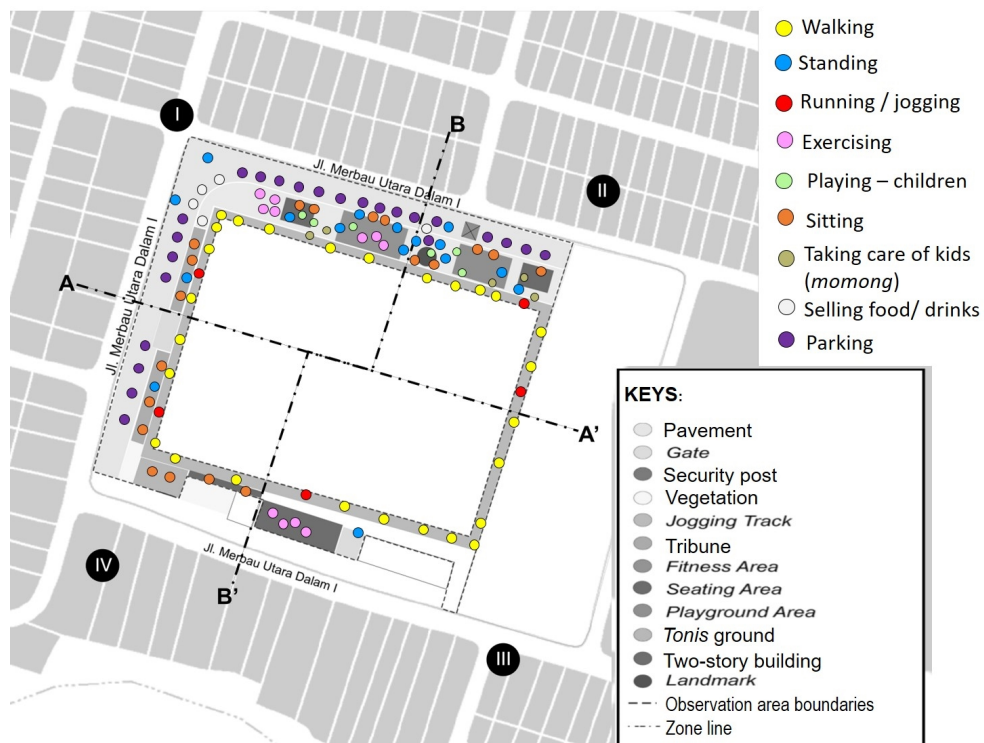 Walking
Standing
Running / jogging
Exercising
Playing – children
Sitting
Taking care of kids
(momong)
Selling food/ drinks
Parking
I
B
Jl. Merbau Utara Dalam I
II
Jl. Merbau Utara Dalam I
A
A'
B'
Jl. Merbau Utara Dalam I
IV
III
KEYS:
Pavement
Gate
Security post
Vegetation
Jogging Track
Tribune
Fitness Area
Seating Area
Playground Area
Tonis ground
Two-story building
Landmark
Observation area boundaries
Zone line